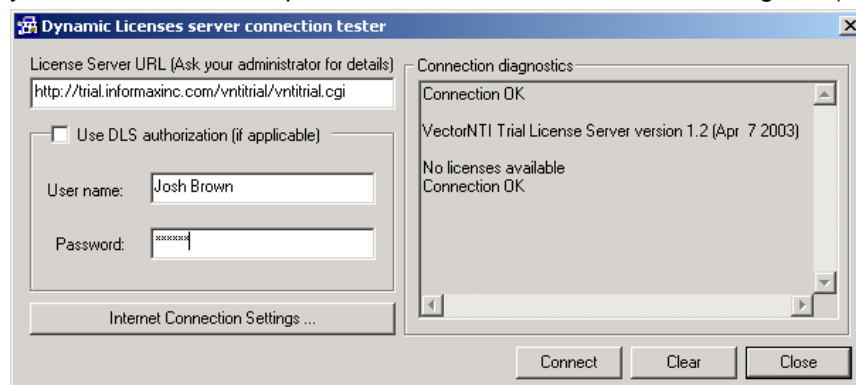 Dynamic Licenses server connection tester
License Server URL (Ask your administrator for details)
http://trial.informaxinc.com/vntitrial/vntitrial.cgi
Use DLS authorization (if applicable)
User name:
Josh Brown
Password:
xxxxxx
Internet Connection Settings ...
Connection diagnostics
Connection OK
VectorNTI Trial License Server version 1.2 (Apr 7 2003)
No licenses available
Connection OK
Connect
Clear
Close